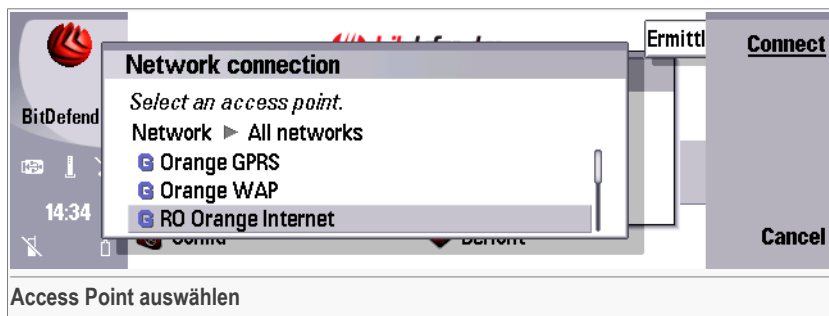 Ermittl
Connect
Network connection
Select an access point.
BitDefend
Network ▶ All networks
Orange GPRS
Orange WAP
14:34
RO Orange Internet
Cancel
Access Point auswählen